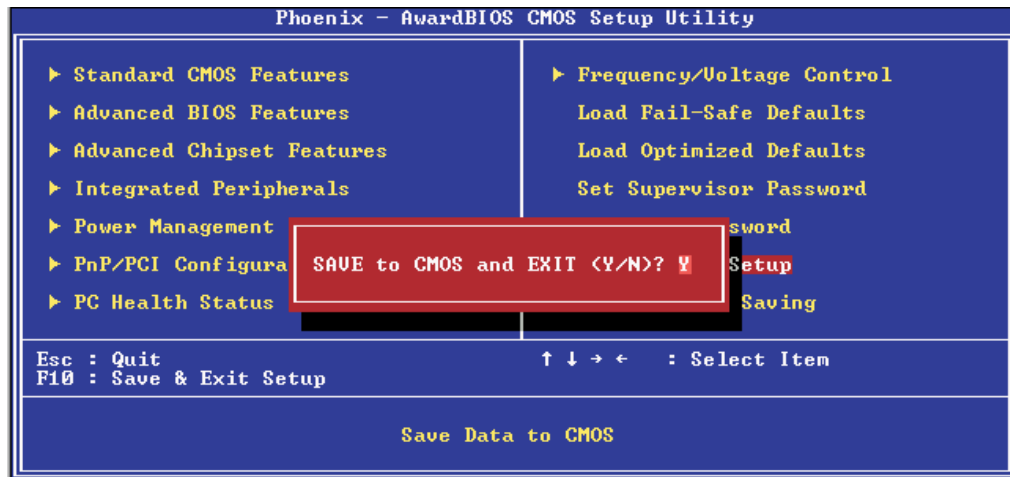 Phoenix - AwardBIOS CMOS Setup Utility
▶ Standard CMOS Features
▶ Advanced BIOS Features
▶ Advanced Chipset Features
▶ Integrated Peripherals
▶ Power Management
▶ PnP/PCI Configura
▶ PC Health Status
▶ Frequency/Voltage Control
Load Fail-Safe Defaults
Load Optimized Defaults
Set Supervisor Password
sword
Setup
Saving
SAVE to CMOS and EXIT (Y/N)? Y
Esc : Quit
F10 : Save & Exit Setup
↑ ↓ → ← : Select Item
Save Data to CMOS